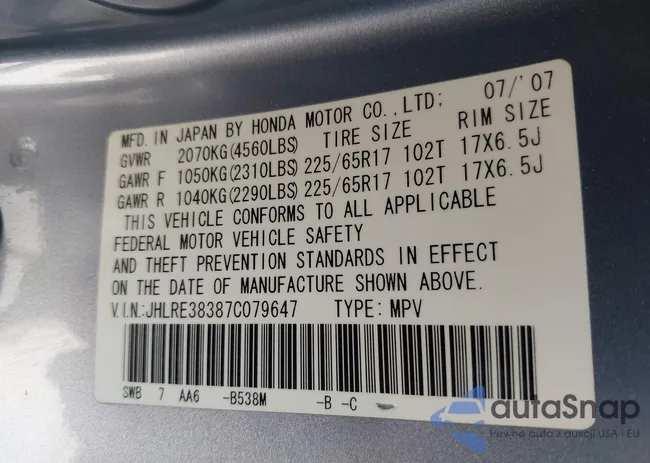 MFD. IN JAPAN BY HONDA MOTOR CO., LTD; 07/'07
GVWR 2070KG(4560LBS) TIRE SIZE RIM SIZE
GAWR F 1050KG(2310LBS) 225/65R17 102T 17X6.5J
GAWR R 1040KG(2290LBS) 225/65R17 102T 17X6.5J
THIS VEHICLE CONFORMS TO ALL APPLICABLE
FEDERAL MOTOR VEHICLE SAFETY
AND THEFT PREVENTION STANDARDS IN EFFECT
ON THE DATE OF MANUFACTURE SHOWN ABOVE.
V.I.N.:JHLRE38387C079647 TYPE: MPV
SWB 7 AA6 -B538M -B -C
autaSnap
Pewne auto z aukcji USA i EU